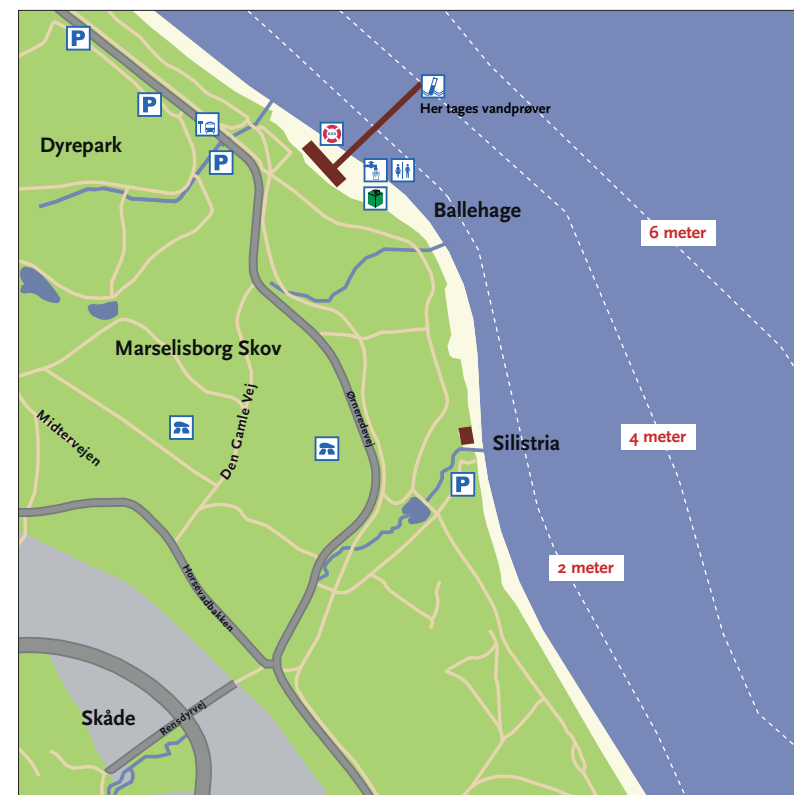 P
Her tages vandprøver
P
SOS
Dyrepark
P
Ballehage
6 meter
Marselisborg Skov
Ørneredevej
Den Gamle Vej
Midtervejen
4 meter
Silistria
P
2 meter
Horsevadbakken
Skåde
Rensdyrvej